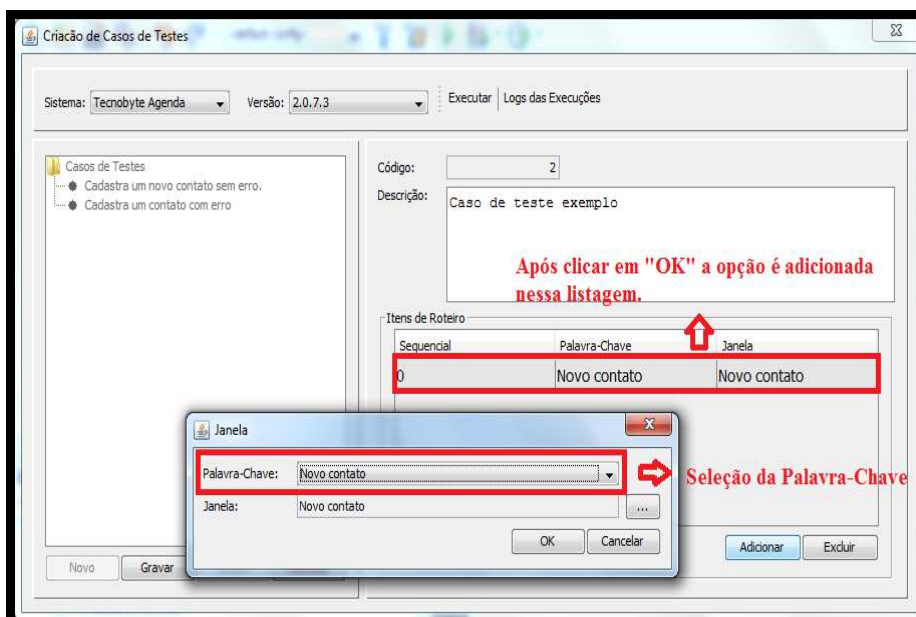 Criacão de Casos de Testes
Sistema: Tecnobyte Agenda Versão: 2.0.7.3 Executar Logs das Execuções
Casos de Testes
Cadastra um novo contato sem erro.
Cadastra um contato com erro
Código: 2
Descrição: Caso de teste exemplo
Após clicar em "OK" a opção é adicionada
nessa listagem.
Itens de Roteiro
Sequencial Palavra-Chave Janela
0 Novo contato Novo contato
Janela
Palavra-Chave: Novo contato
Seleção da Palavra-Chave
Janela: Novo contato ...
OK Cancelar
Adicionar Excluir
Novo Gravar